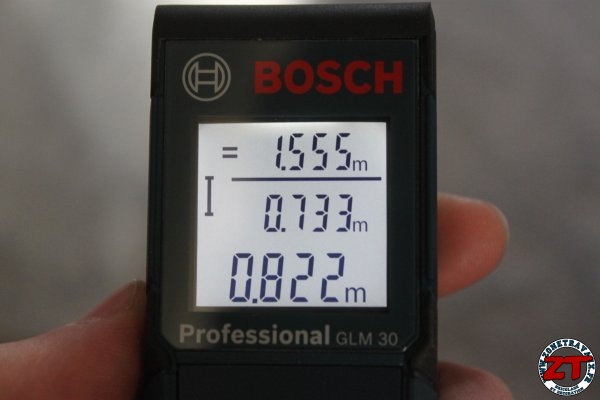 BOSCH
= 1.555m
0.733m
0.822m
Professional GLM 30
ZT